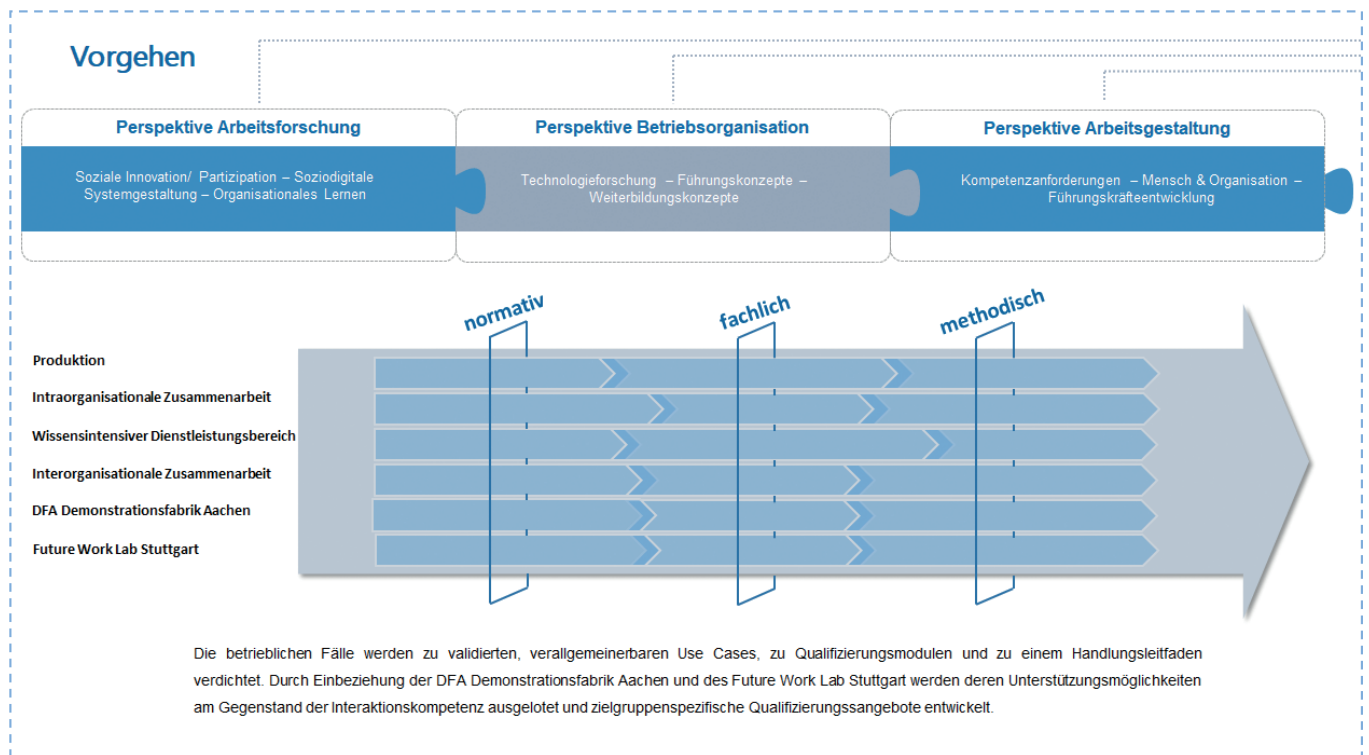 Vorgehen
Perspektive Arbeitsforschung
Soziale Innovation/ Partizipation – Soziodigitale
Systemgestaltung – Organisationales Lernen
Perspektive Betriebsorganisation
Technologieforschung – Führungskonzepte –
Weiterbildungskonzepte
Perspektive Arbeitsgestaltung
Kompetenzanforderungen – Mensch & Organisation –
Führungskräfteentwicklung
normativ
fachlich
methodisch
Produktion
Intraorganisationale Zusammenarbeit
Wissensintensiver Dienstleistungsbereich
Interorganisationale Zusammenarbeit
DFA Demonstrationsfabrik Aachen
Future Work Lab Stuttgart
Die betrieblichen Fälle werden zu validierten, verallgemeinerbaren Use Cases, zu Qualifizierungsmodulen und zu einem Handlungsleitfaden
verdichtet. Durch Einbeziehung der DFA Demonstrationsfabrik Aachen und des Future Work Lab Stuttgart werden deren Unterstützungsmöglichkeiten
am Gegenstand der Interaktionskompetenz ausgelotet und zielgruppenspezifische Qualifizierungssangebote entwickelt.